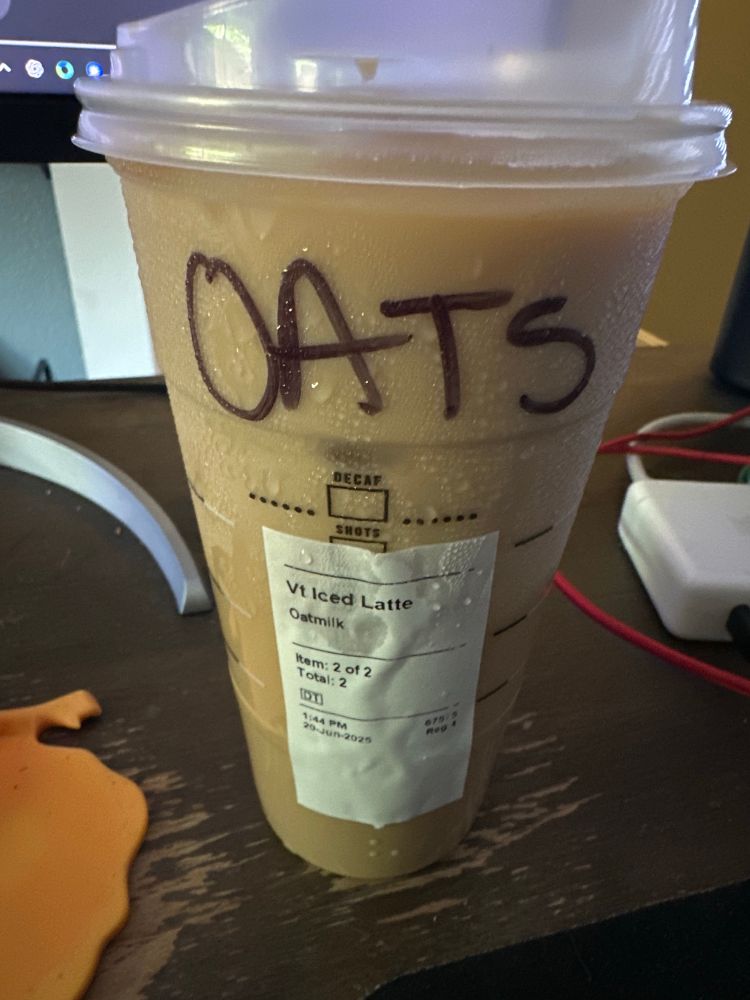 OATS
DECAF
SHOTS
Vt Iced Latte
Oatmilk
Item: 2 of 2
Total: 2
DT
1:44 PM
Reg 1
20-Jun-2025